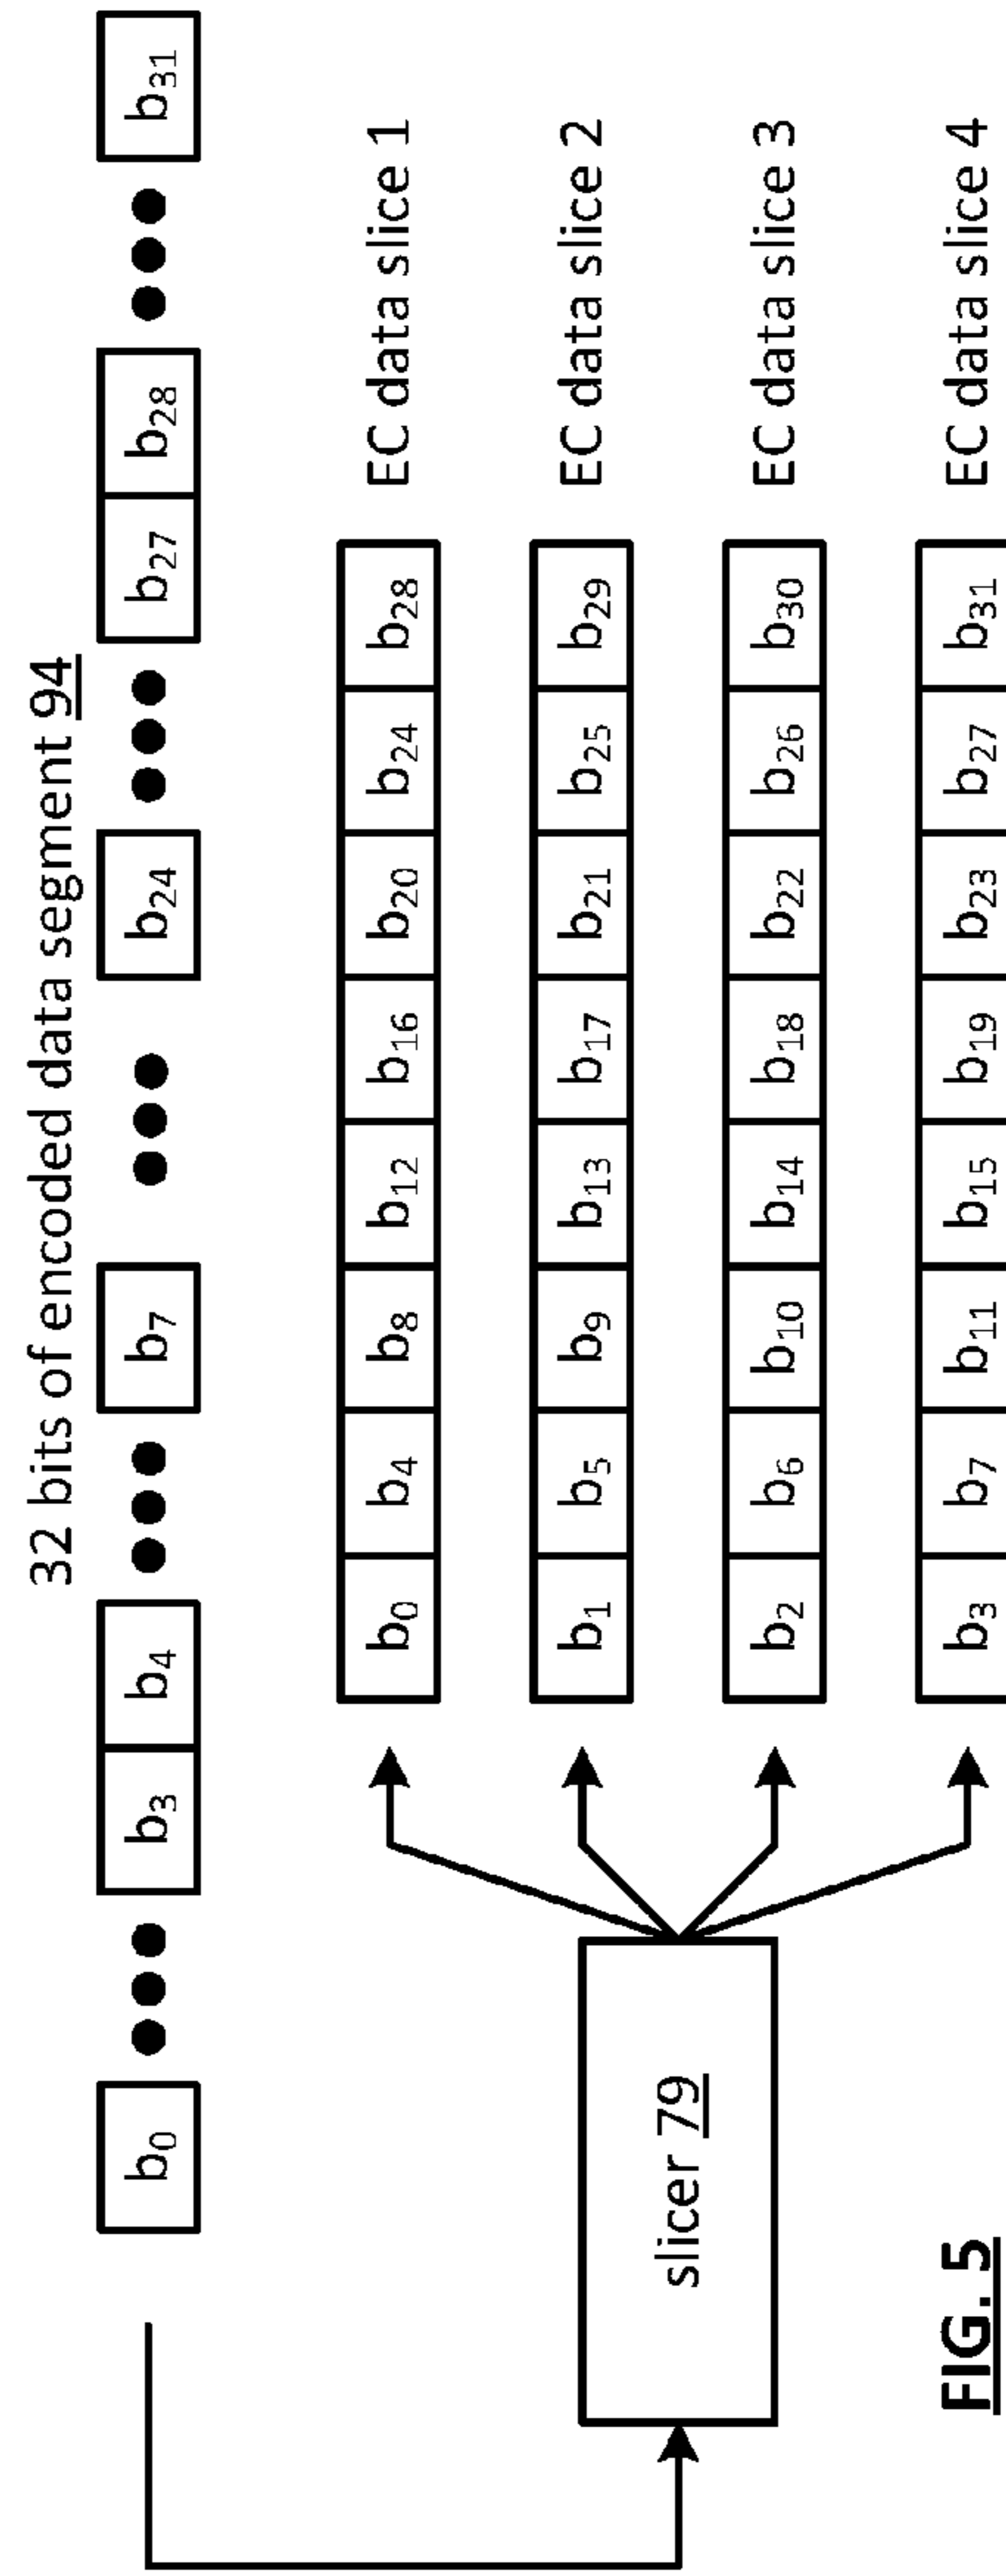 32 bits of encoded data segment 94
b0 b3 b4 b7 b24 b27 b28 b31
b0 b4 b8 b12 b16 b20 b24 b28 EC data slice 1
b1 b5 b9 b13 b17 b21 b25 b29 EC data slice 2
slicer 79
b2 b6 b10 b14 b18 b22 b26 b30 EC data slice 3
b3 b7 b11 b15 b19 b23 b27 b31 EC data slice 4
FIG. 5